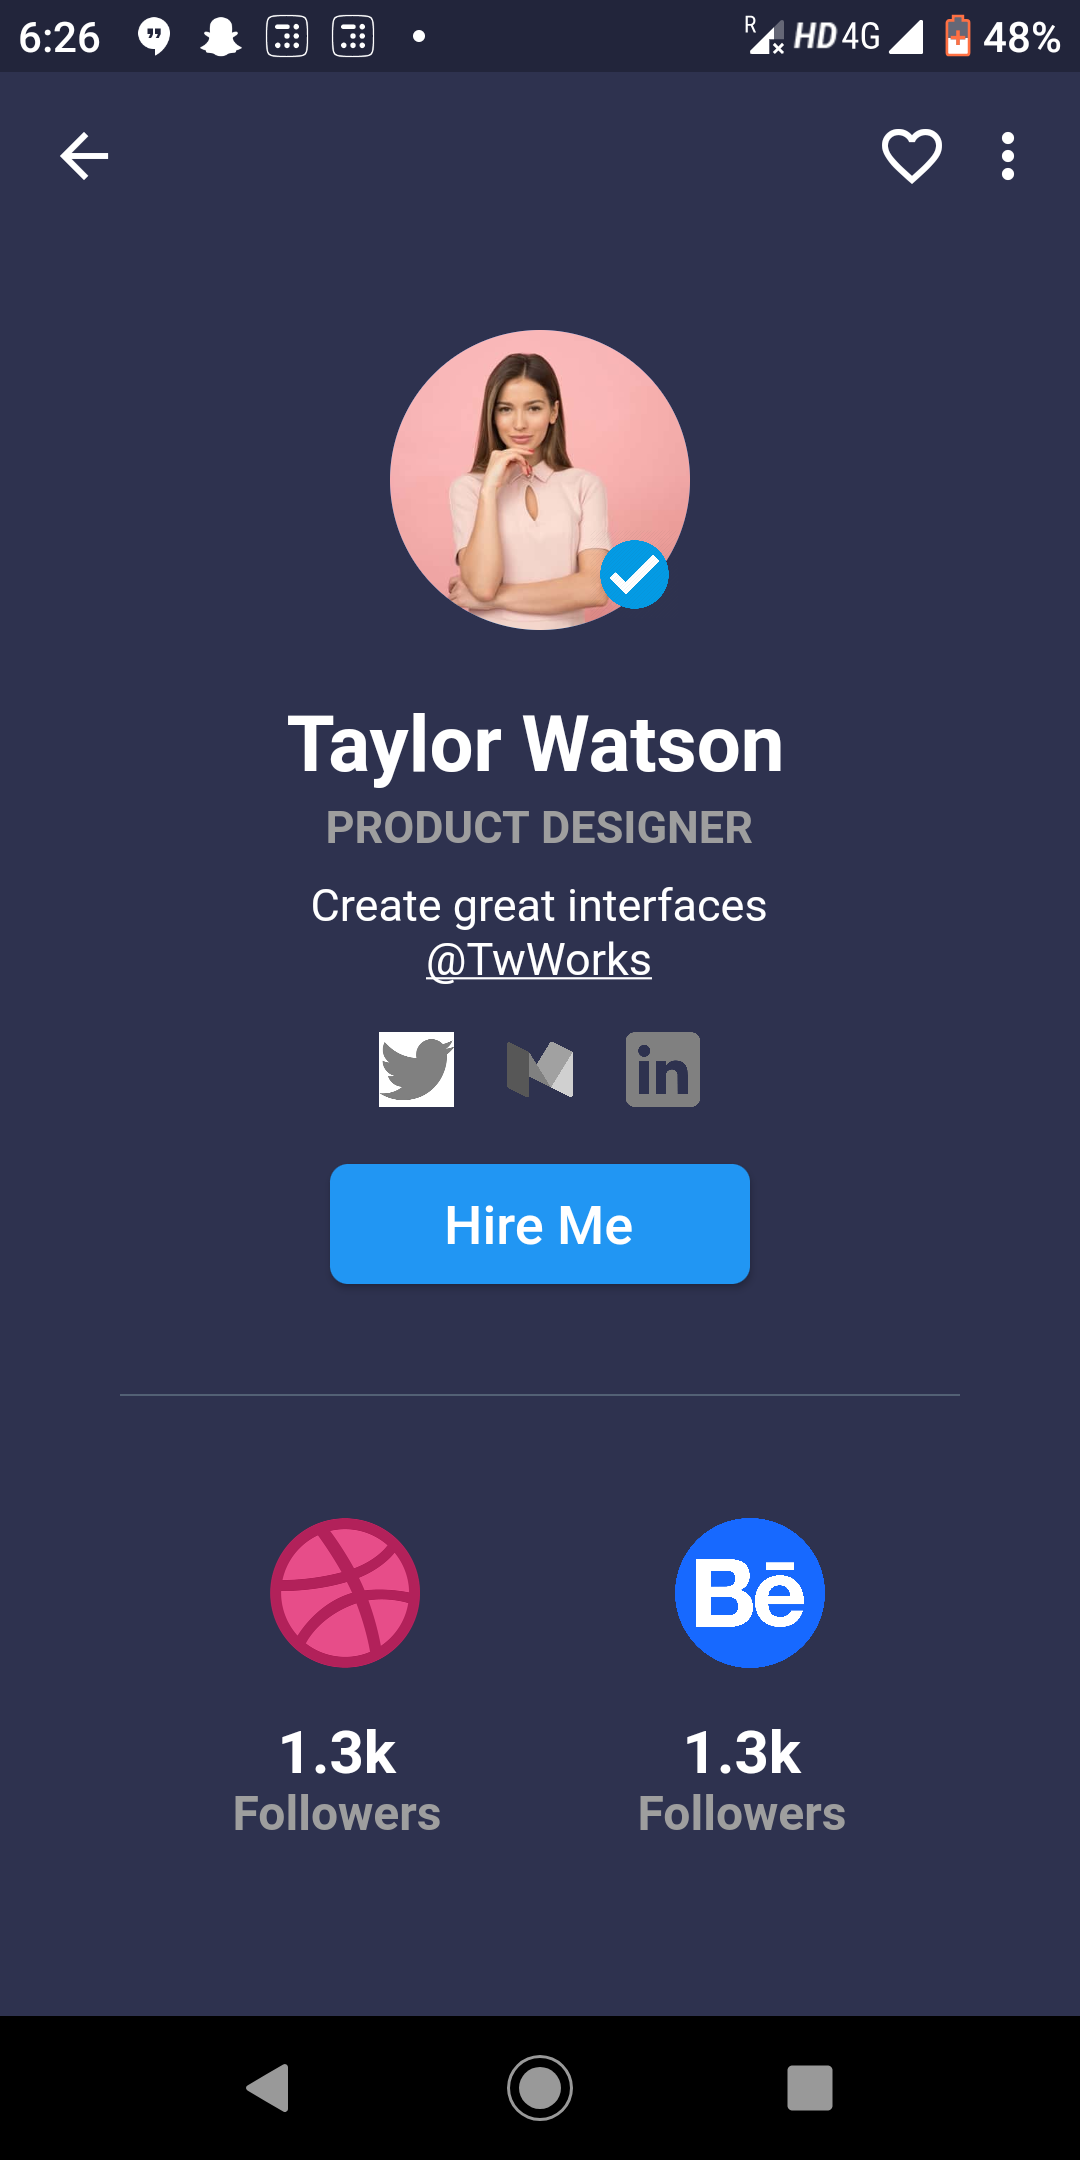 6:26 R HD 4G 48%
Taylor Watson
PRODUCT DESIGNER
Create great interfaces
@TwWorks
in
Hire Me
Bē
1.3k 1.3k
Followers Followers